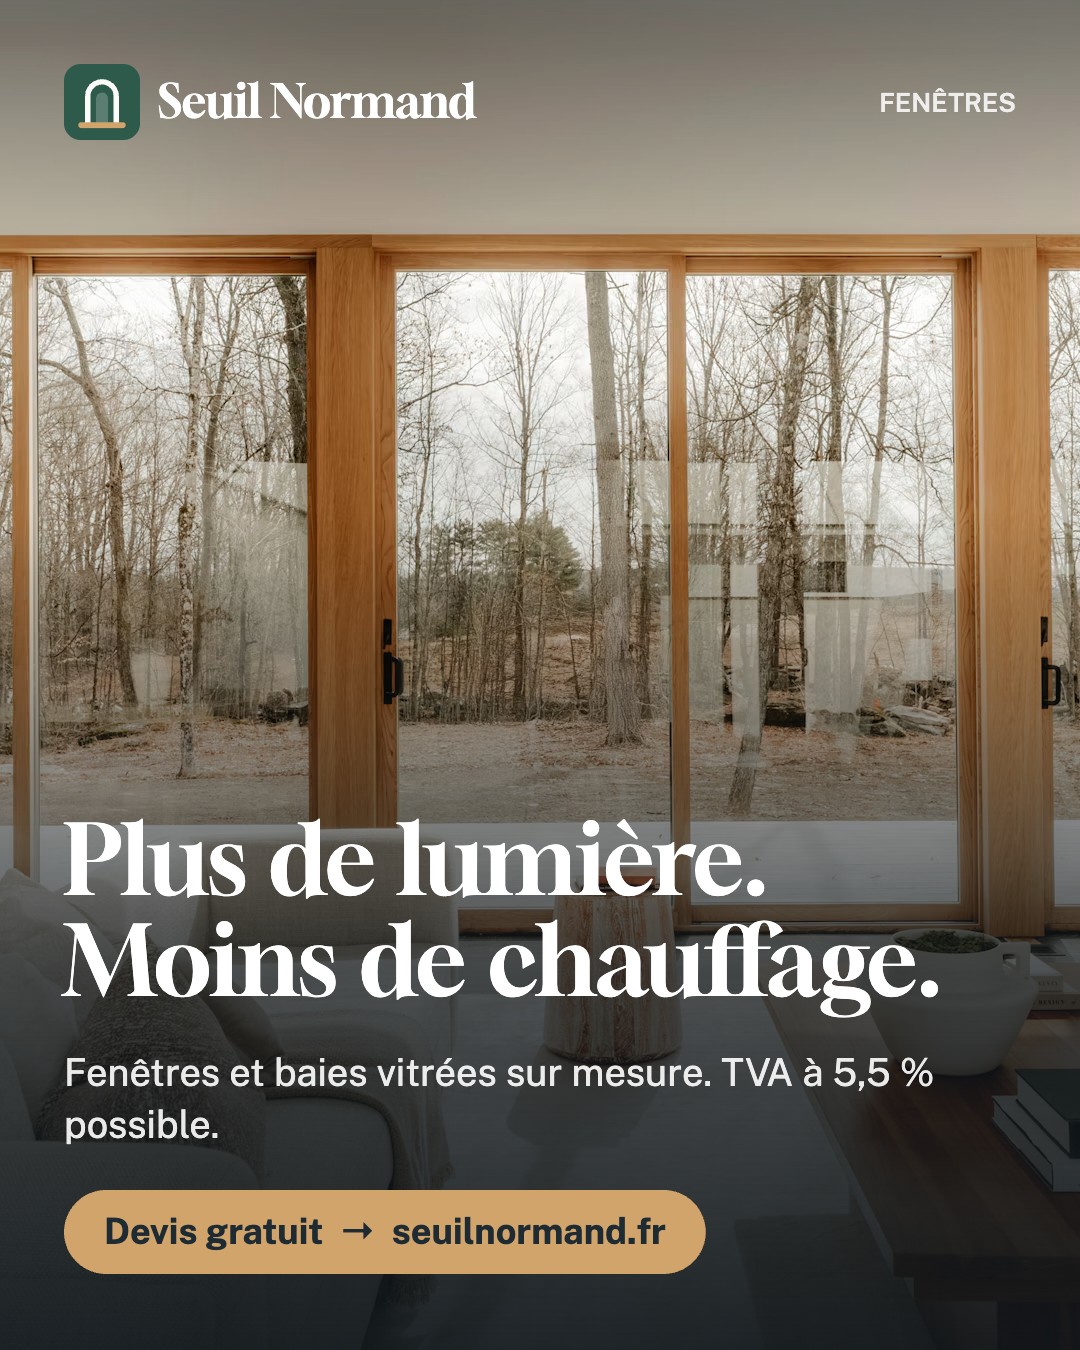 Seuil Normand
FENÊTRES
Plus de lumière.
Moins de chauffage.
Fenêtres et baies vitrées sur mesure. TVA à 5,5 %
possible.
Devis gratuit → seuilnormand.fr